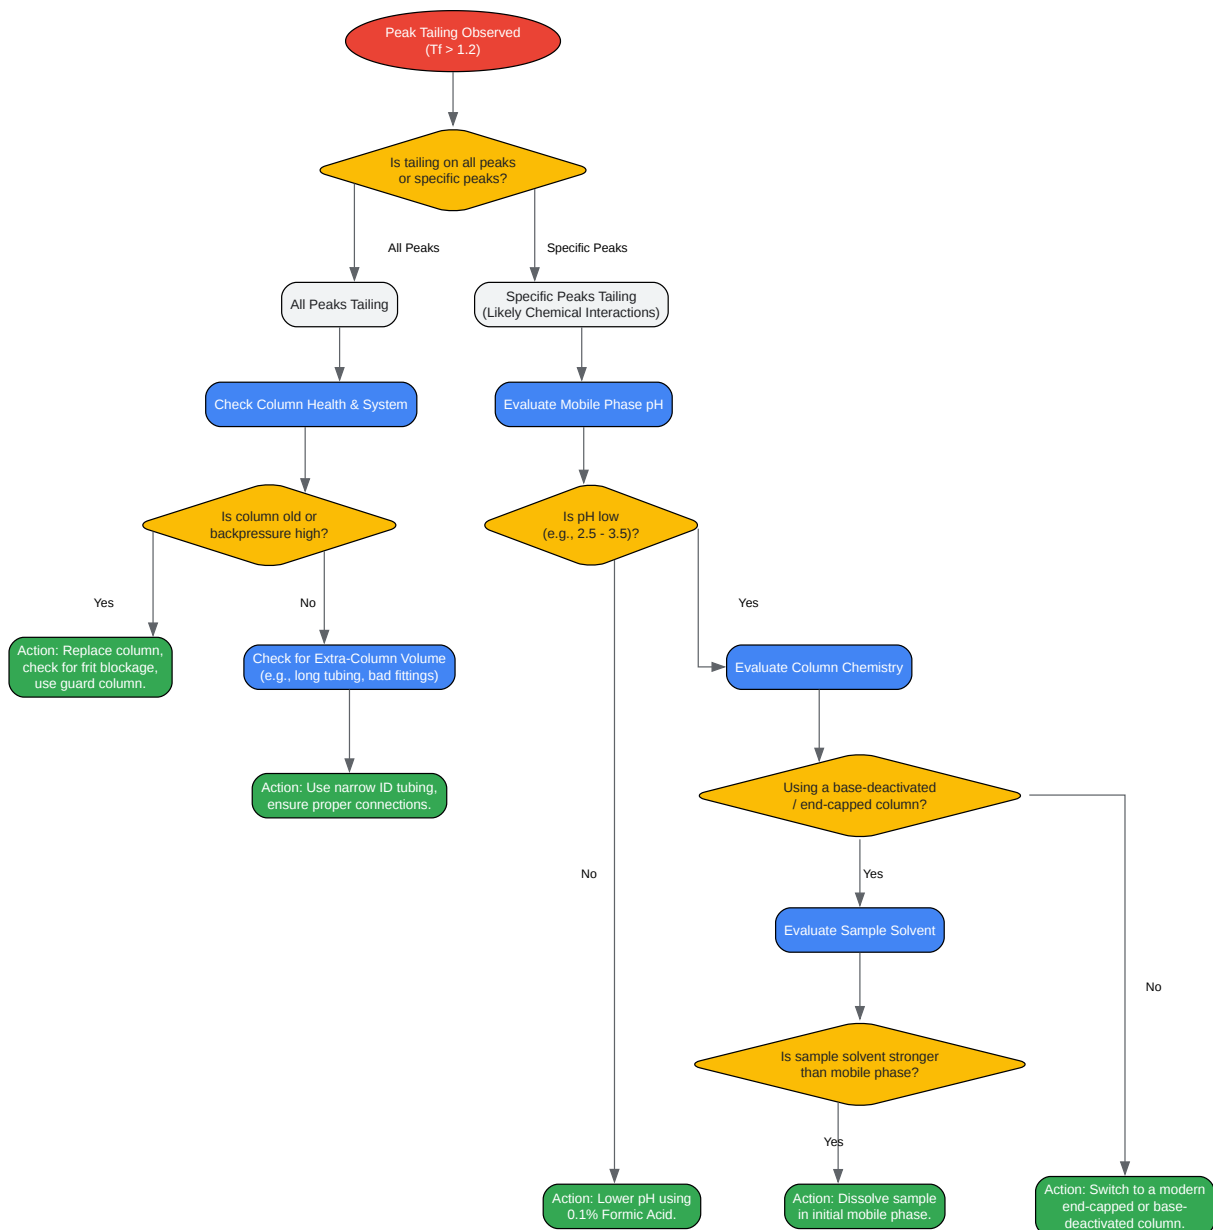 Peak Tailing Observed
(Tf > 1.2)
Is tailing on all peaks
or specific peaks?
All Peaks
Specific Peaks
All Peaks Tailing
Specific Peaks Tailing
(Likely Chemical Interactions)
Check Column Health & System
Evaluate Mobile Phase pH
Is column old or
backpressure high?
Is pH low
(e.g., 2.5 - 3.5)?
Yes
No
Yes
Action: Replace column,
check for frit blockage,
use guard column.
Check for Extra-Column Volume
(e.g., long tubing, bad fittings)
Evaluate Column Chemistry
Action: Use narrow ID tubing,
ensure proper connections.
Using a base-deactivated
/ end-capped column?
No
Yes
Evaluate Sample Solvent
No
Is sample solvent stronger
than mobile phase?
Yes
Action: Lower pH using
0.1% Formic Acid.
Action: Dissolve sample
in initial mobile phase.
Action: Switch to a modern
end-capped or base-
deactivated column.